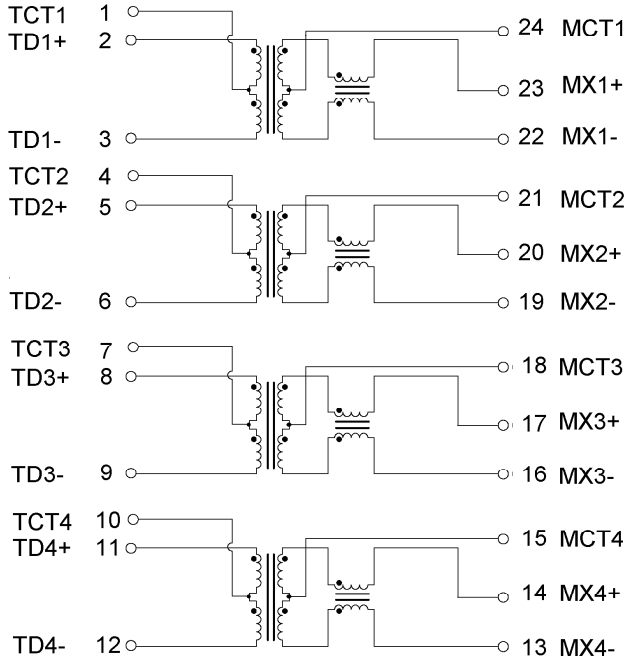 TCT1 1
24 MCT1
TD1+ 2
23 MX1+
TD1- 3
22 MX1-
TCT2 4
21 MCT2
TD2+ 5
20 MX2+
TD2- 6
19 MX2-
TCT3 7
18 MCT3
TD3+ 8
17 MX3+
TD3- 9
16 MX3-
TCT4 10
15 MCT4
TD4+ 11
14 MX4+
TD4- 12
13 MX4-